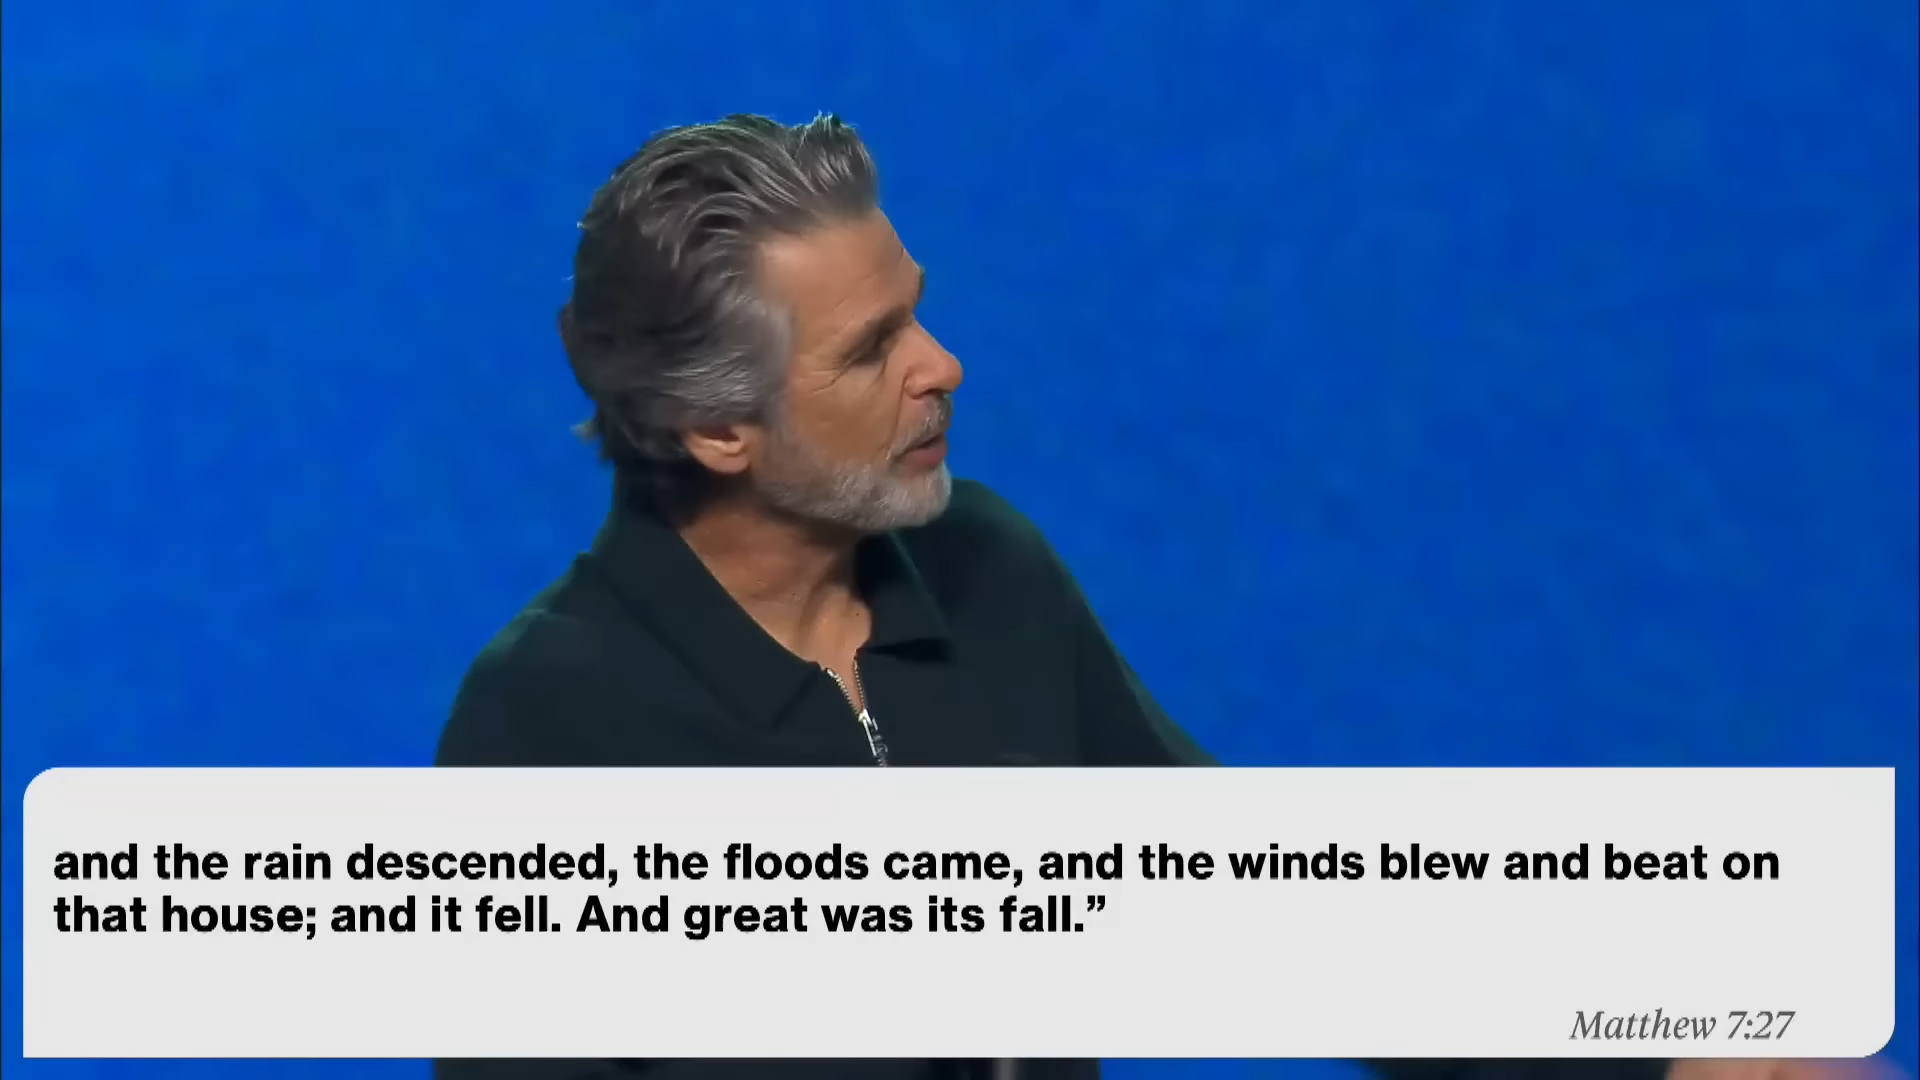 and the rain descended, the floods came, and the winds blew and beat on
that house; and it fell. And great was its fall.”
Matthew 7:27